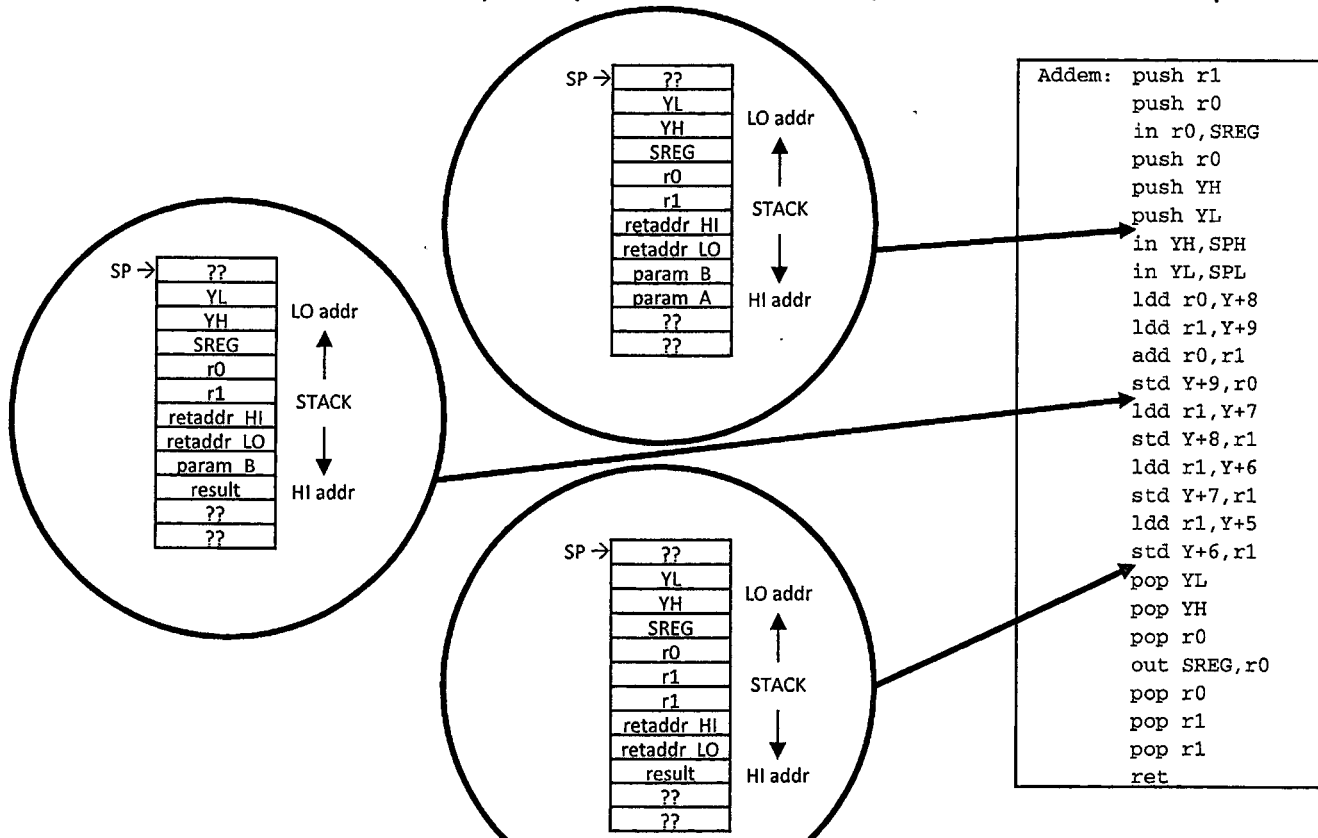 SP → ??
YL
YH
SREG
r0
r1
retaddr HI
retaddr LO
param B
param A
??
??
LO addr
STACK
HI addr
SP → ??
YL
YH
SREG
r0
r1
retaddr HI
retaddr LO
param B
result
??
??
LO addr
STACK
HI addr
SP → ??
YL
YH
SREG
r0
r1
r1
retaddr HI
retaddr LO
result
??
??
LO addr
STACK
HI addr
Addem: push r1
push r0
in r0,SREG
push r0
push YH
push YL
in YH,SPH
in YL,SPL
ldd r0,Y+8
ldd r1,Y+9
add r0,r1
std Y+9,r0
ldd r1,Y+7
std Y+8,r1
ldd r1,Y+6
std Y+7,r1
ldd r1,Y+5
std Y+6,r1
pop YL
pop YH
pop r0
out SREG,r0
pop r0
pop r1
pop r1
ret